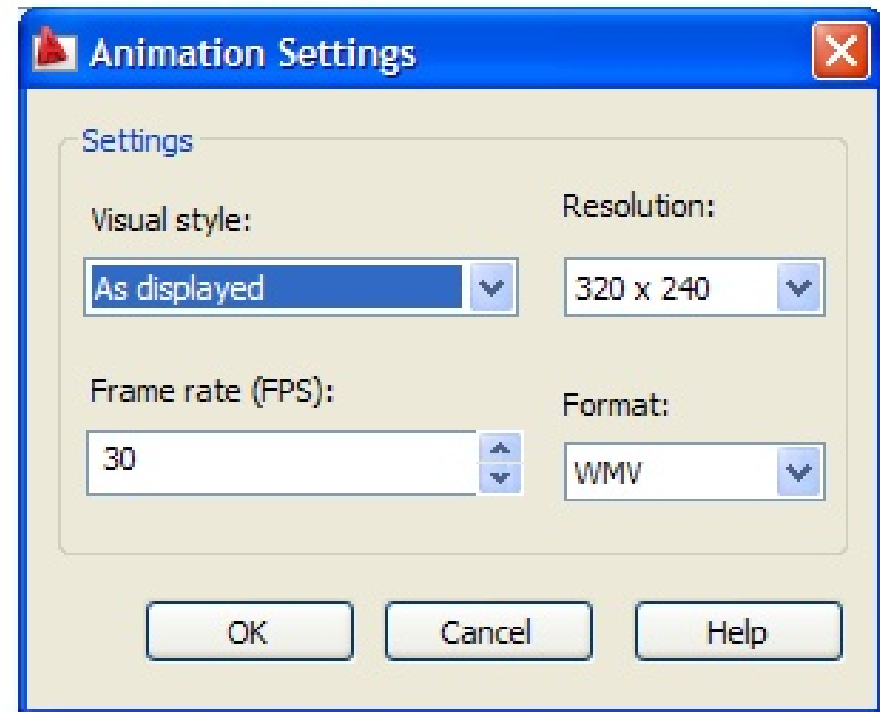 Animation Settings
Settings
Visual style:
Resolution:
As displayed
320 x 240
Frame rate (FPS):
Format:
30
WMV
OK
Cancel
Help